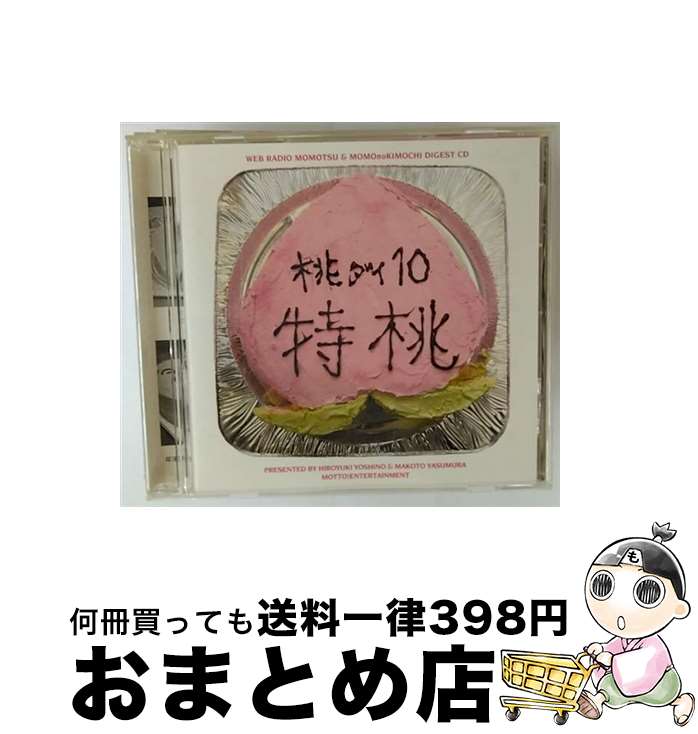 WEB RADIO MOMOTSU & MOMOnoKIMOCHI DIGEST CD
桃ダイ10
特桃
PRESENTED BY HIROYUKI YOSHINO & MAKOTO YASUMURA
MOTTO!ENTERTAINMENT
も
何冊買っても送料一律398円
おまとめ店